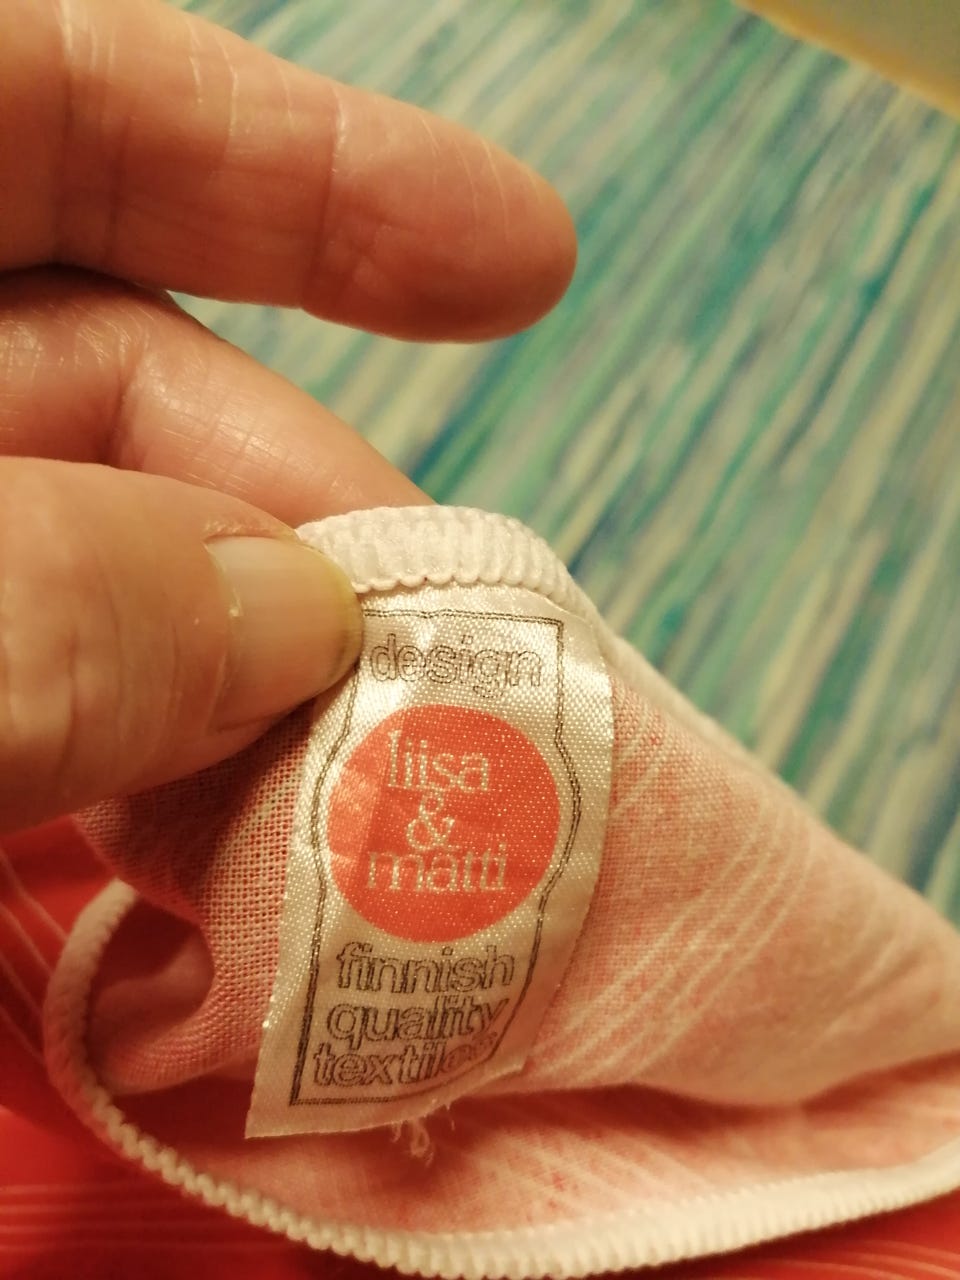 design
liisa
&
matti
finnish
quality
textiles